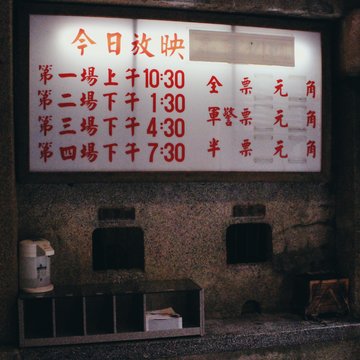 今日放映
第一場上午10:30
第二場下午1:30
第三場下午4:30
第四場下午7:30
全票元角
軍警票元角
半票元角